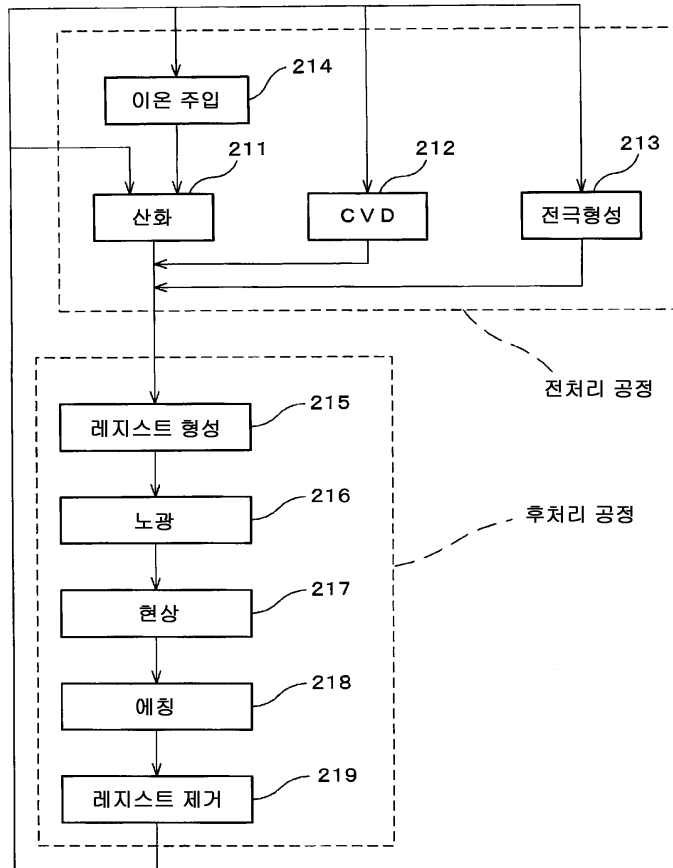 214
이온 주입
211
212
213
산화
CVD
전극형성
전처리 공정
215
레지스트 형성
216
노광
후처리 공정
217
현상
218
에칭
219
레지스트 제거